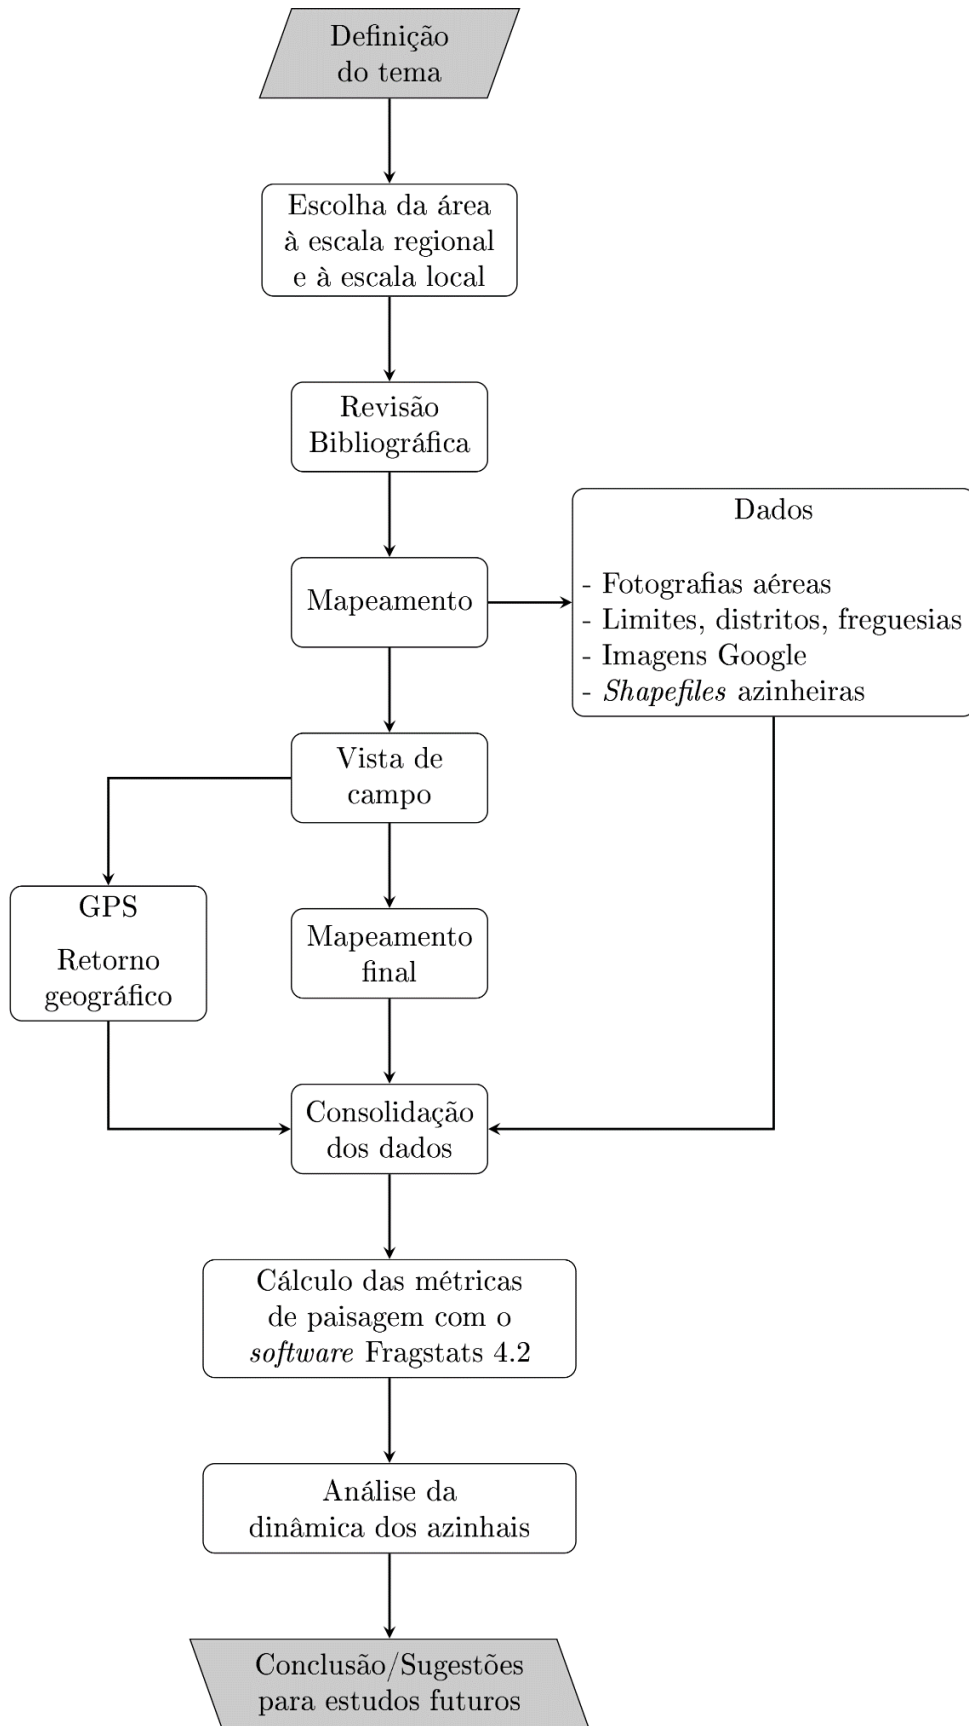 Definição
do tema
Escolha da área
à escala regional
e à escala local
Revisão
Bibliográfica
Mapeamento
Dados
- Fotografias aéreas
- Limites, distritos, freguesias
- Imagens Google
- Shapefiles azinheiras
Vista de
campo
GPS
Retorno
geográfico
Mapeamento
final
Consolidação
dos dados
Cálculo das métricas
de paisagem com o
software Fragstats 4.2
Análise da
dinâmica dos azinhais
Conclusão/Sugestões
para estudos futuros